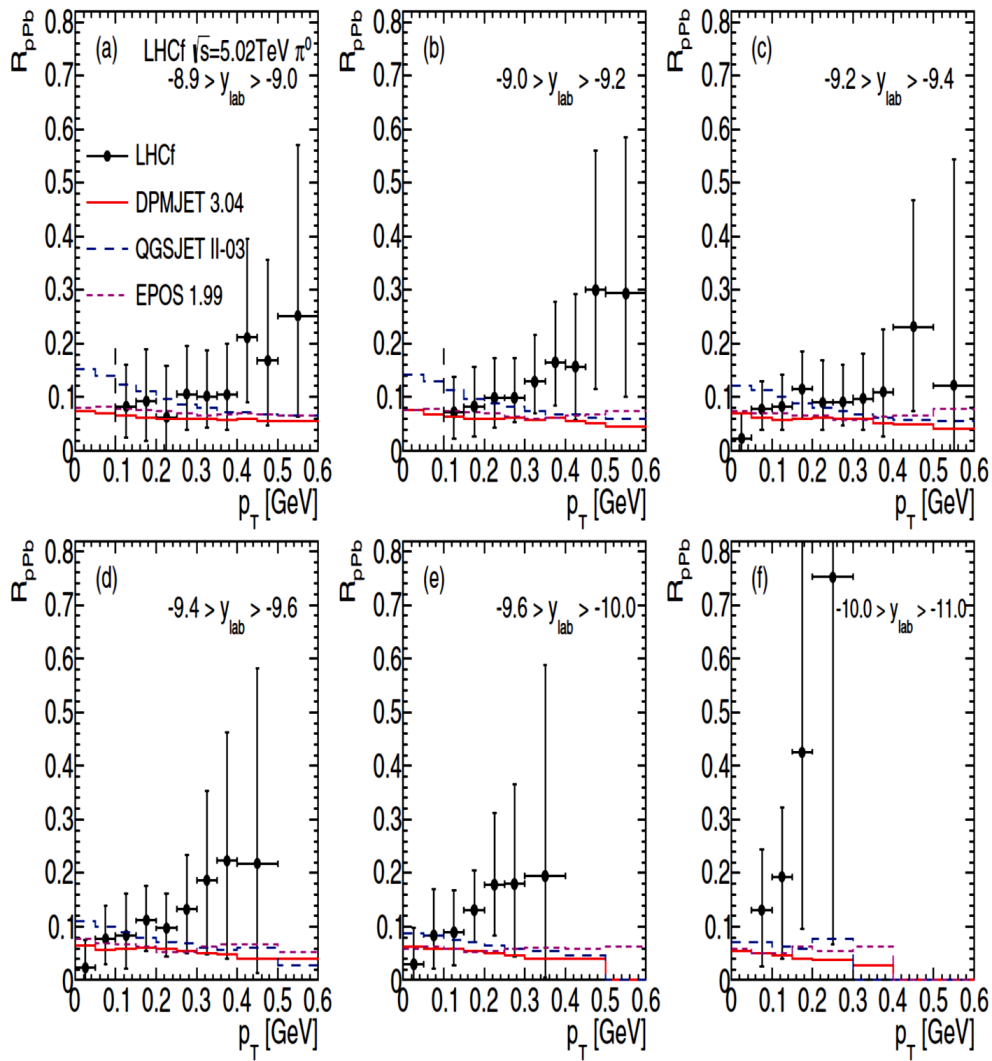 R_pPb
0.8
0.7
0.6
0.5
0.4
0.3
0.2
0.1
0
(a)
LHCf √s=5.02TeV π⁰
-8.9 > y_lab > -9.0
LHCf
DPMJET 3.04
QGSJET II-03
EPOS 1.99
0 0.1 0.2 0.3 0.4 0.5 0.6
p_T [GeV]
R_pPb
0.8
0.7
0.6
0.5
0.4
0.3
0.2
0.1
0
(b)
-9.0 > y_lab > -9.2
0 0.1 0.2 0.3 0.4 0.5 0.6
p_T [GeV]
R_pPb
0.8
0.7
0.6
0.5
0.4
0.3
0.2
0.1
0
(c)
-9.2 > y_lab > -9.4
0 0.1 0.2 0.3 0.4 0.5 0.6
p_T [GeV]
R_pPb
0.8
0.7
0.6
0.5
0.4
0.3
0.2
0.1
0
(d)
-9.4 > y_lab > -9.6
0 0.1 0.2 0.3 0.4 0.5 0.6
p_T [GeV]
R_pPb
0.8
0.7
0.6
0.5
0.4
0.3
0.2
0.1
0
(e)
-9.6 > y_lab > -10.0
0 0.1 0.2 0.3 0.4 0.5 0.6
p_T [GeV]
R_pPb
0.8
0.7
0.6
0.5
0.4
0.3
0.2
0.1
0
(f)
-10.0 > y_lab > -11.0
0 0.1 0.2 0.3 0.4 0.5 0.6
p_T [GeV]